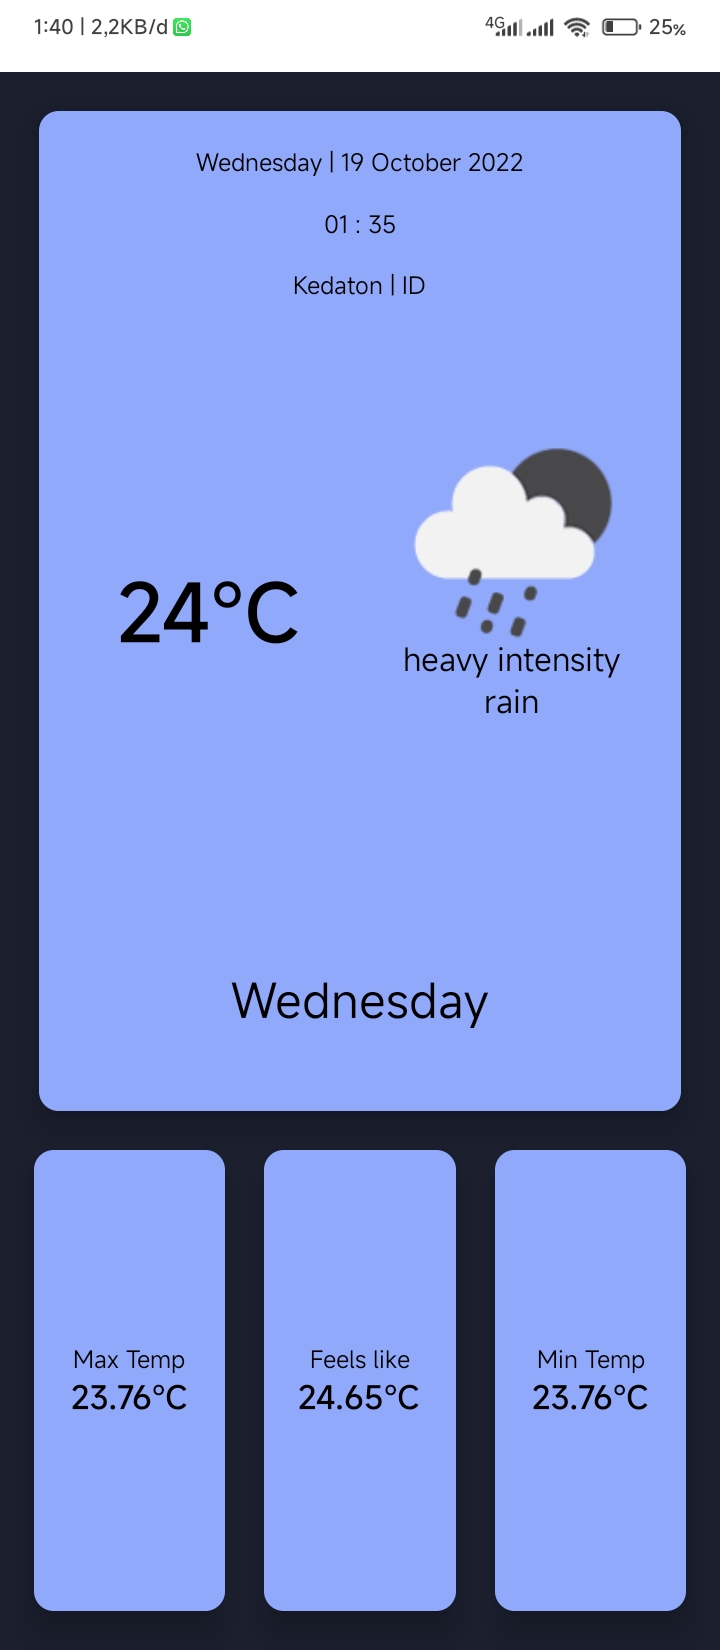 1:40 | 2,2KB/d
4G 25%
Wednesday | 19 October 2022
01 : 35
Kedaton | ID
24°C
heavy intensity
rain
Wednesday
Max Temp
23.76°C
Feels like
24.65°C
Min Temp
23.76°C